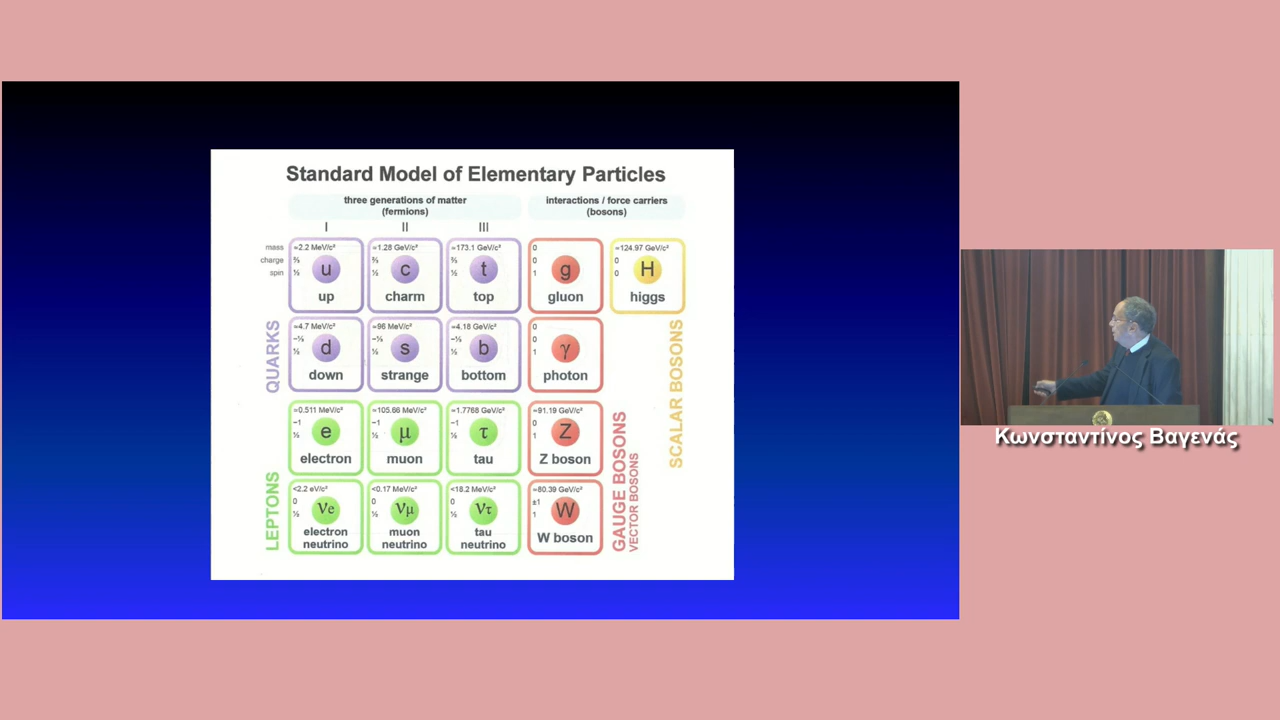 Standard Model of Elementary Particles
three generations of matter
(fermions)
interactions / force carriers
(bosons)
I II III
mass
charge
spin
≈2.2 MeV/c²
⅔
½
u
up
≈1.28 GeV/c²
⅔
½
c
charm
≈173.1 GeV/c²
⅔
½
t
top
0
0
1
g
gluon
≈124.97 GeV/c²
0
0
H
higgs
QUARKS
≈4.7 MeV/c²
−⅓
½
d
down
≈96 MeV/c²
−⅓
½
s
strange
≈4.18 GeV/c²
−⅓
½
b
bottom
0
0
1
γ
photon
SCALAR BOSONS
LEPTONS
≈0.511 MeV/c²
−1
½
e
electron
≈105.66 MeV/c²
−1
½
μ
muon
≈1.7768 GeV/c²
−1
½
τ
tau
≈91.19 GeV/c²
0
1
Z
Z boson
GAUGE BOSONS
VECTOR BOSONS
<2.2 eV/c²
0
½
νe
electron
neutrino
<0.17 MeV/c²
0
½
νμ
muon
neutrino
<18.2 MeV/c²
0
½
ντ
tau
neutrino
≈80.39 GeV/c²
±1
1
W
W boson
Κωνσταντίνος Βαγενάς